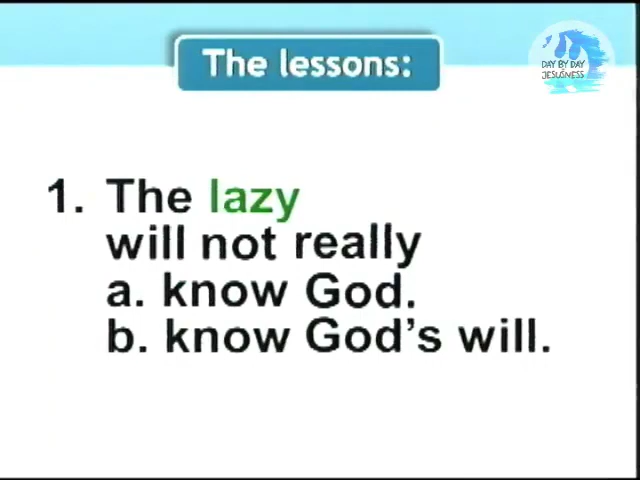 The lessons:
DAY BY DAY
JESUSNESS
1. The lazy
will not really
a. know God.
b. know God's will.